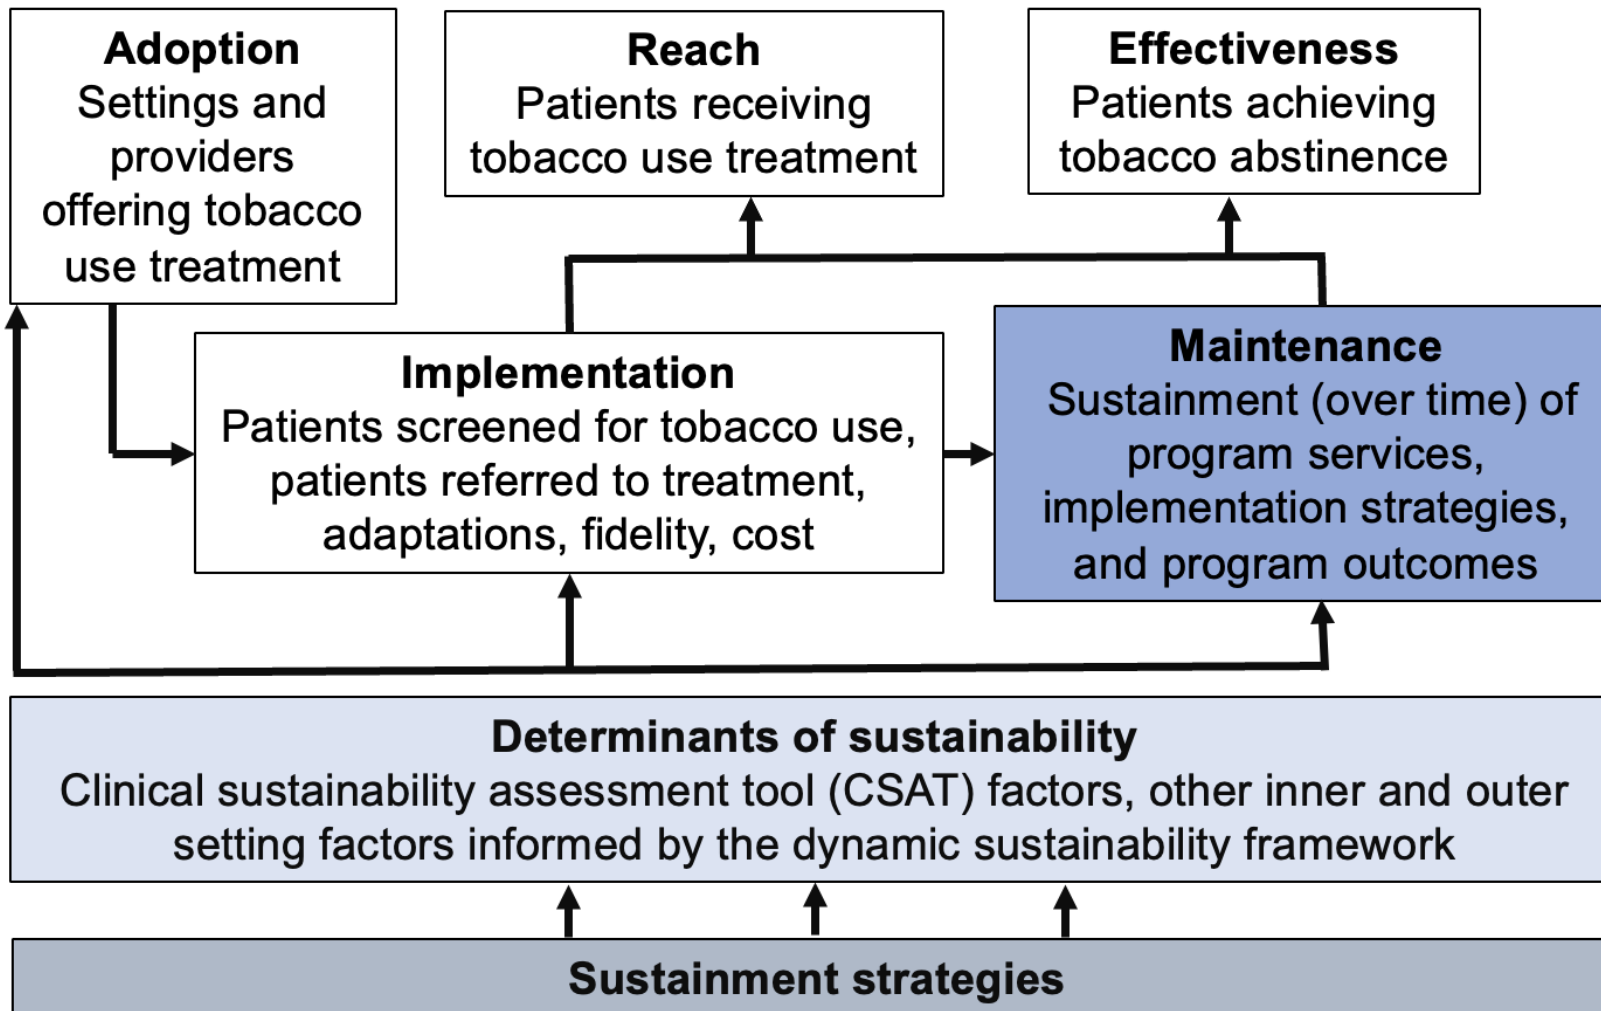 Adoption
Settings and
providers
offering tobacco
use treatment
Reach
Patients receiving
tobacco use treatment
Effectiveness
Patients achieving
tobacco abstinence
Implementation
Patients screened for tobacco use,
patients referred to treatment,
adaptations, fidelity, cost
Maintenance
Sustainment (over time) of
program services,
implementation strategies,
and program outcomes
Determinants of sustainability
Clinical sustainability assessment tool (CSAT) factors, other inner and outer
setting factors informed by the dynamic sustainability framework
Sustainment strategies